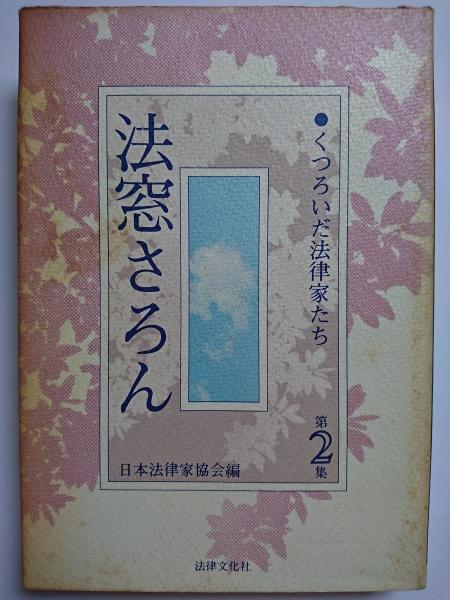 ●くつろいだ法律家たち
第2集
法窓さろん
日本法律家協会編
法律文化社